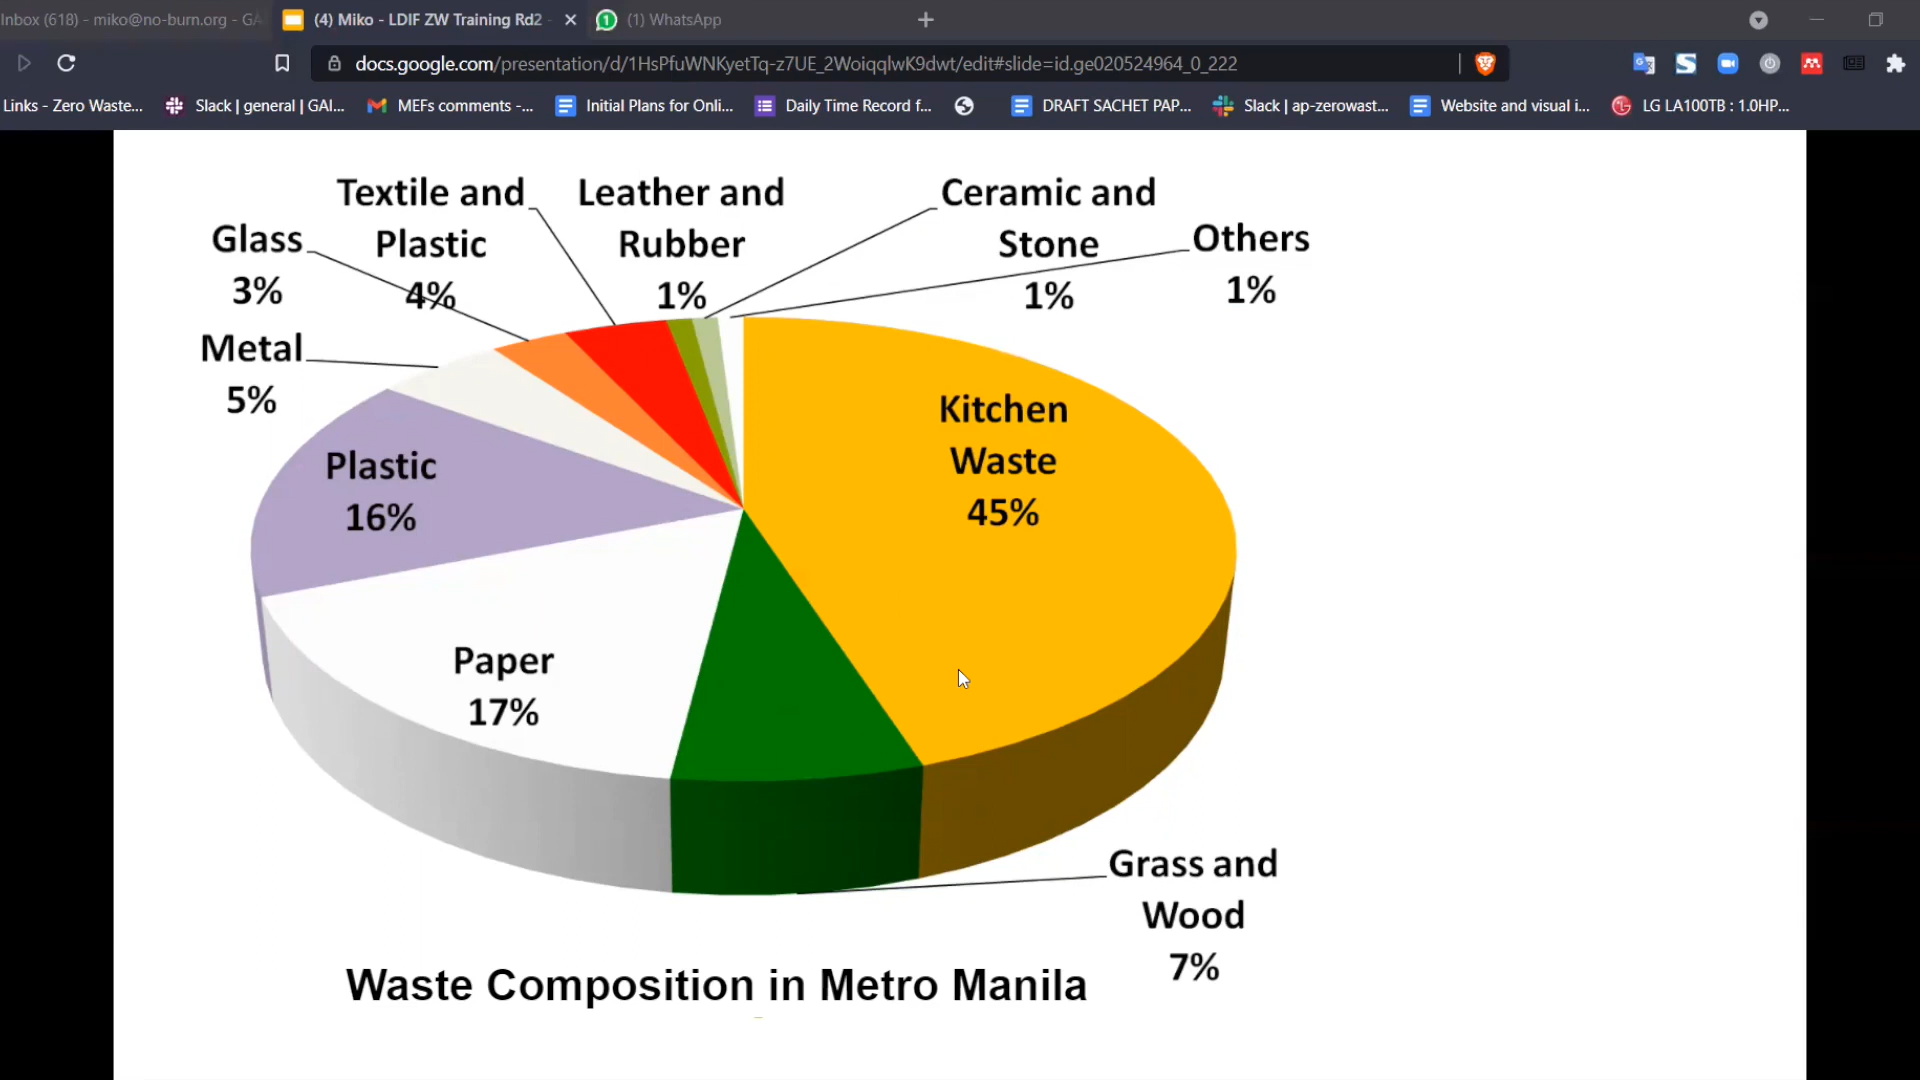 Inbox (618) - miko@no-burn.org - GA
(4) Miko - LDIF ZW Training Rd2 -
(1) WhatsApp
docs.google.com/presentation/d/1HsPfuWNKyetTq-z7UE_2WoiqqlwK9dwt/edit#slide=id.ge020524964_0_222
Links - Zero Waste...
Slack | general | GAI...
MEFs comments -...
Initial Plans for Onli...
Daily Time Record f...
DRAFT SACHET PAP...
Slack | ap-zerowast...
Website and visual i...
LG LA100TB : 1.0HP...
Textile and
Plastic
4%
Leather and
Rubber
1%
Ceramic and
Stone
1%
Others
1%
Glass
3%
Metal
5%
Kitchen
Waste
45%
Plastic
16%
Paper
17%
Grass and
Wood
7%
Waste Composition in Metro Manila